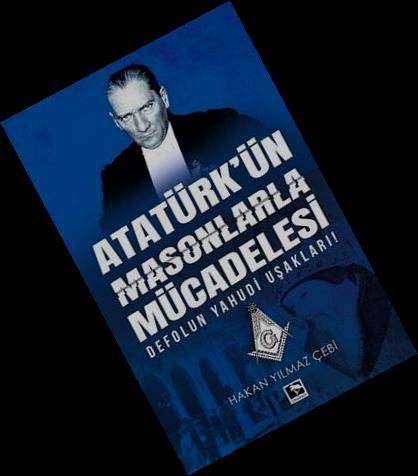 ATATÜRK'ÜN
MASONLARLA
MÜCADELESİ
DEFOLUN YAHUDİ UŞAKLARI!
G
HAKAN YILMAZ ÇEBİ